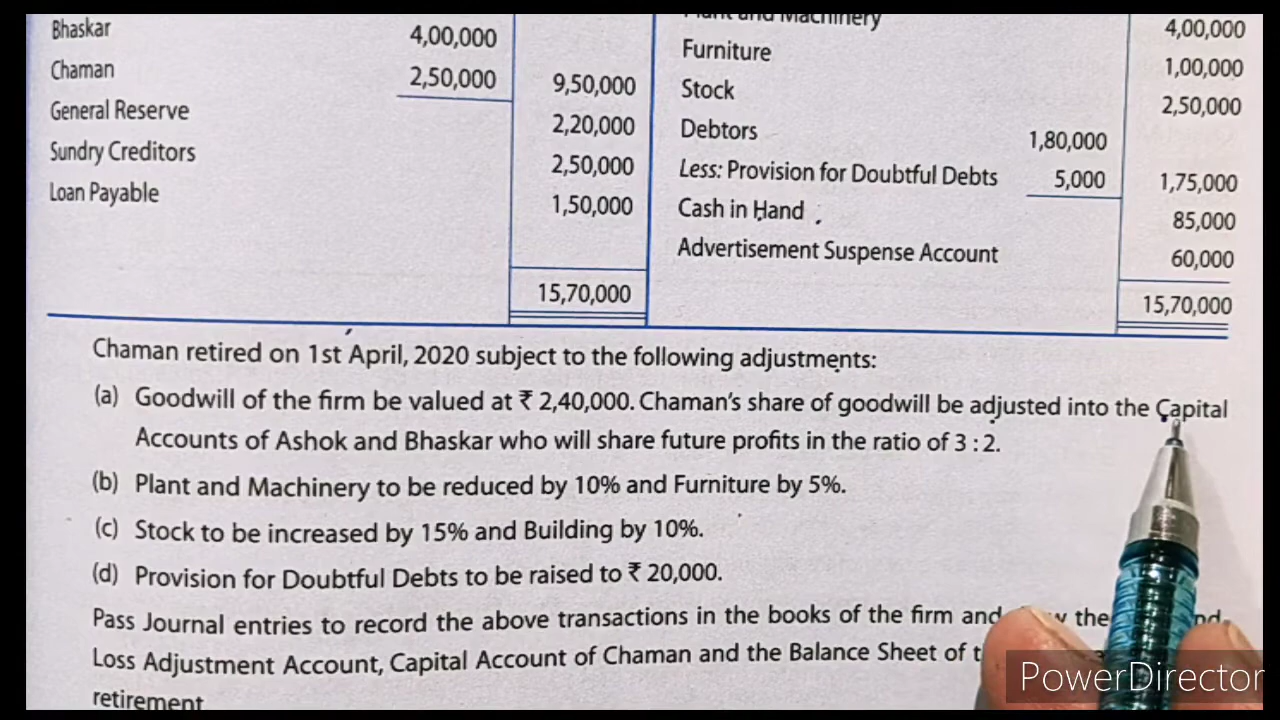 Bhaskar 4,00,000
Chaman 2,50,000 9,50,000
General Reserve 2,20,000
Sundry Creditors 2,50,000
Loan Payable 1,50,000
15,70,000
Plant and Machinery 4,00,000
Furniture 1,00,000
Stock 2,50,000
Debtors 1,80,000
Less: Provision for Doubtful Debts 5,000 1,75,000
Cash in Hand 85,000
Advertisement Suspense Account 60,000
15,70,000
Chaman retired on 1st April, 2020 subject to the following adjustments:
(a) Goodwill of the firm be valued at ₹ 2,40,000. Chaman's share of goodwill be adjusted into the Capital
Accounts of Ashok and Bhaskar who will share future profits in the ratio of 3 : 2.
(b) Plant and Machinery to be reduced by 10% and Furniture by 5%.
(c) Stock to be increased by 15% and Building by 10%.
(d) Provision for Doubtful Debts to be raised to ₹ 20,000.
Pass Journal entries to record the above transactions in the books of the firm and the
Loss Adjustment Account, Capital Account of Chaman and the Balance Sheet of
retirement
PowerDirector